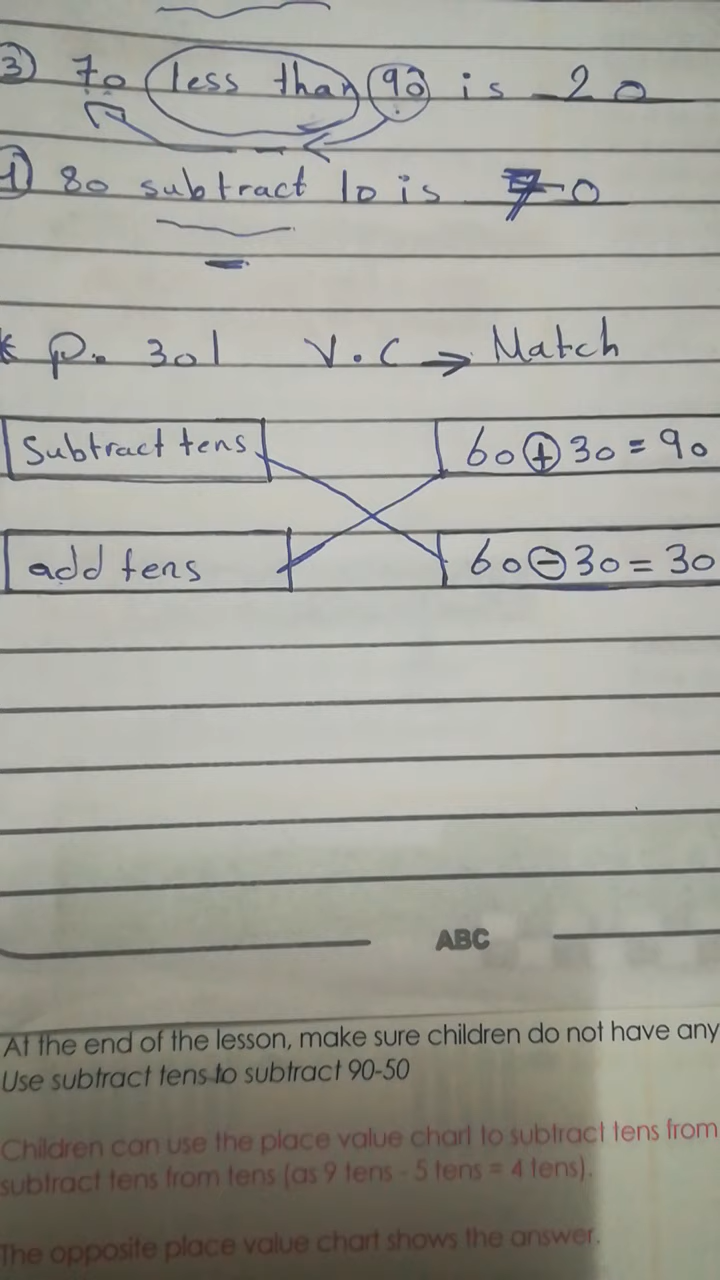 3) 70 less than 90 is 20
4) 80 subtract 10 is 70
* P. 301 V.C → Match
Subtract tens 60 + 30 = 90
add tens 60 - 30 = 30
ABC
At the end of the lesson, make sure children do not have any
Use subtract tens to subtract 90-50
Children can use the place value chart to subtract tens from
subtract tens from tens (as 9 tens - 5 tens = 4 tens).
The opposite place value chart shows the answer.